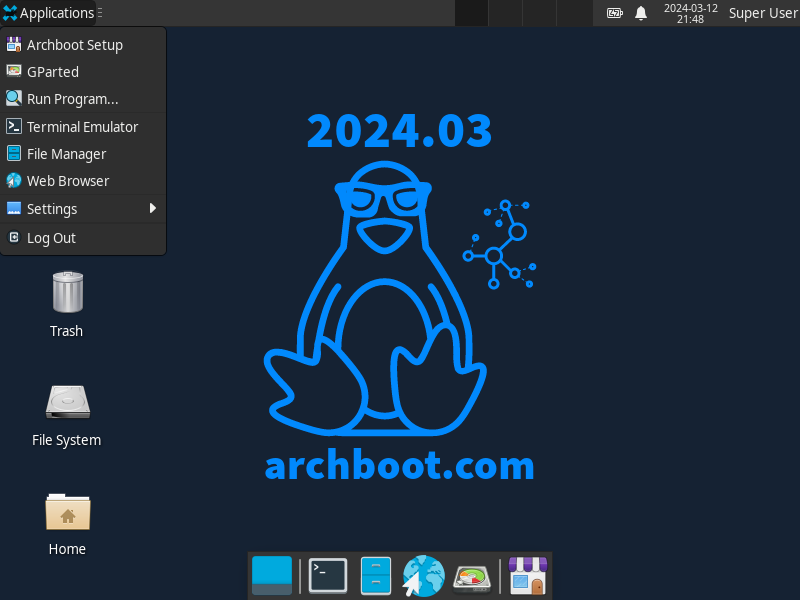 Applications
2024-03-12
21:48
Super User
Archboot Setup
GParted
Run Program...
Terminal Emulator
File Manager
Web Browser
Settings
Log Out
2024.03
archboot.com
Trash
File System
Home